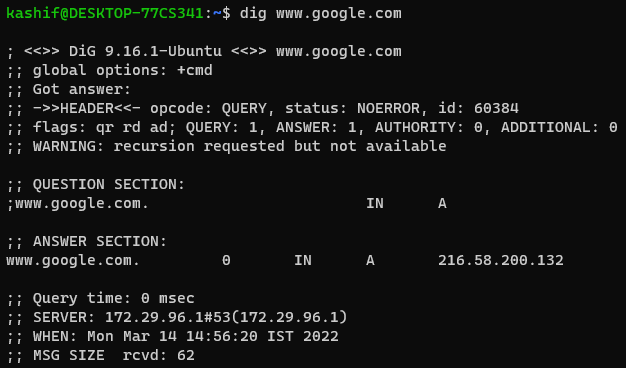 kashif@DESKTOP-77CS341:~$ dig www.google.com

; <<>> DiG 9.16.1-Ubuntu <<>> www.google.com
;; global options: +cmd
;; Got answer:
;; ->>HEADER<<- opcode: QUERY, status: NOERROR, id: 60384
;; flags: qr rd ad; QUERY: 1, ANSWER: 1, AUTHORITY: 0, ADDITIONAL: 0
;; WARNING: recursion requested but not available

;; QUESTION SECTION:
;www.google.com.                        IN      A

;; ANSWER SECTION:
www.google.com.         0       IN      A       216.58.200.132

;; Query time: 0 msec
;; SERVER: 172.29.96.1#53(172.29.96.1)
;; WHEN: Mon Mar 14 14:56:20 IST 2022
;; MSG SIZE  rcvd: 62